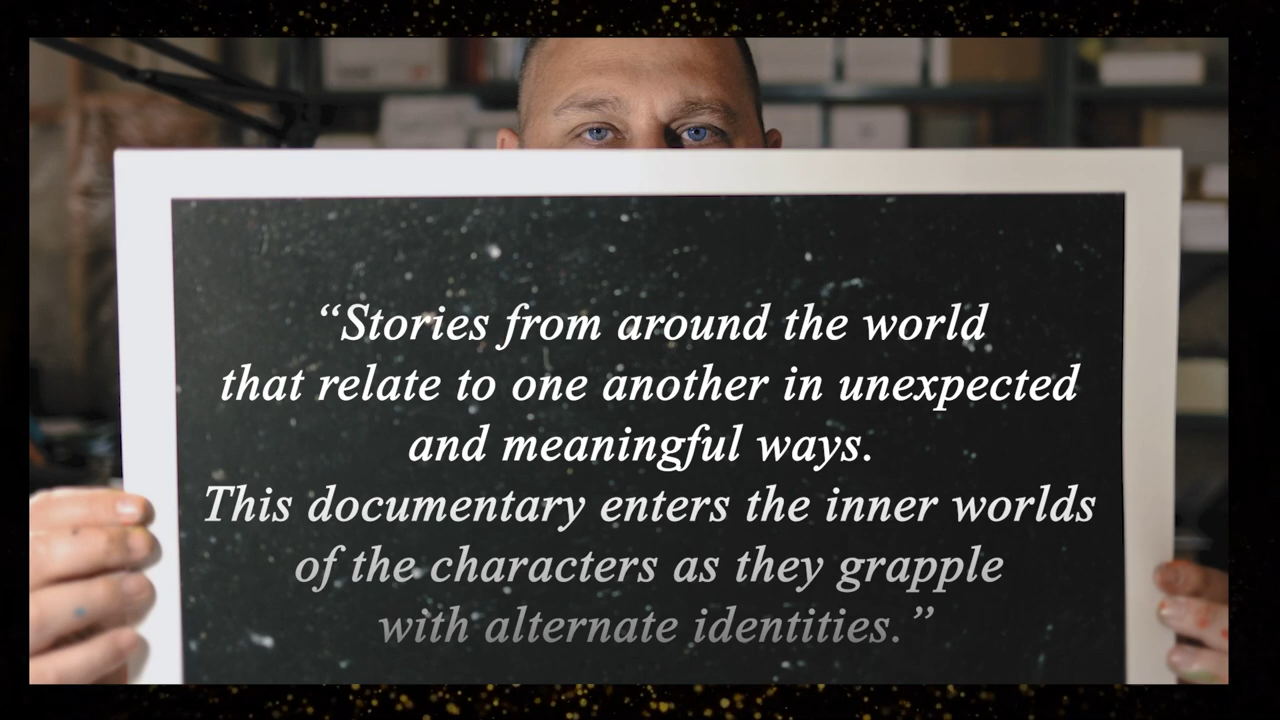 “Stories from around the world
that relate to one another in unexpected
and meaningful ways.
This documentary enters the inner worlds
of the characters as they grapple
with alternate identities.”